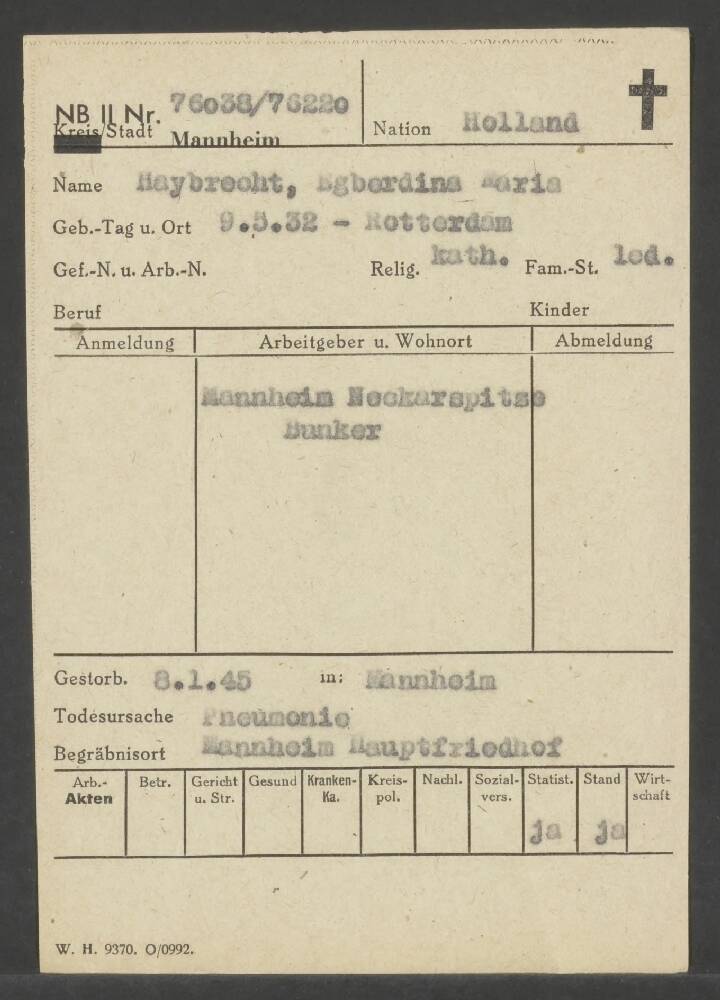 NB II Nr. 76038/76220
Kreis/Stadt Mannheim
Nation Holland
Name Haybrecht, Egberdina Maria
Geb.-Tag u. Ort 9.5.32 - Rotterdam
Gef.-N. u. Arb.-N. Relig. kath. Fam.-St. led.
Beruf Kinder
Anmeldung Arbeitgeber u. Wohnort Abmeldung
Mannheim Neckarspitze
Bunker
Gestorb. 8.1.45 in: Mannheim
Todesursache Pneumonie
Begräbnisort Mannheim Hauptfriedhof
Arb.-Akten Betr. Gericht u. Str. Gesund Kranken-Ka. Kreis-pol. Nachl. Sozial-vers. Statist. Stand Wirt-schaft
ja ja
W. H. 9370. O/0992.